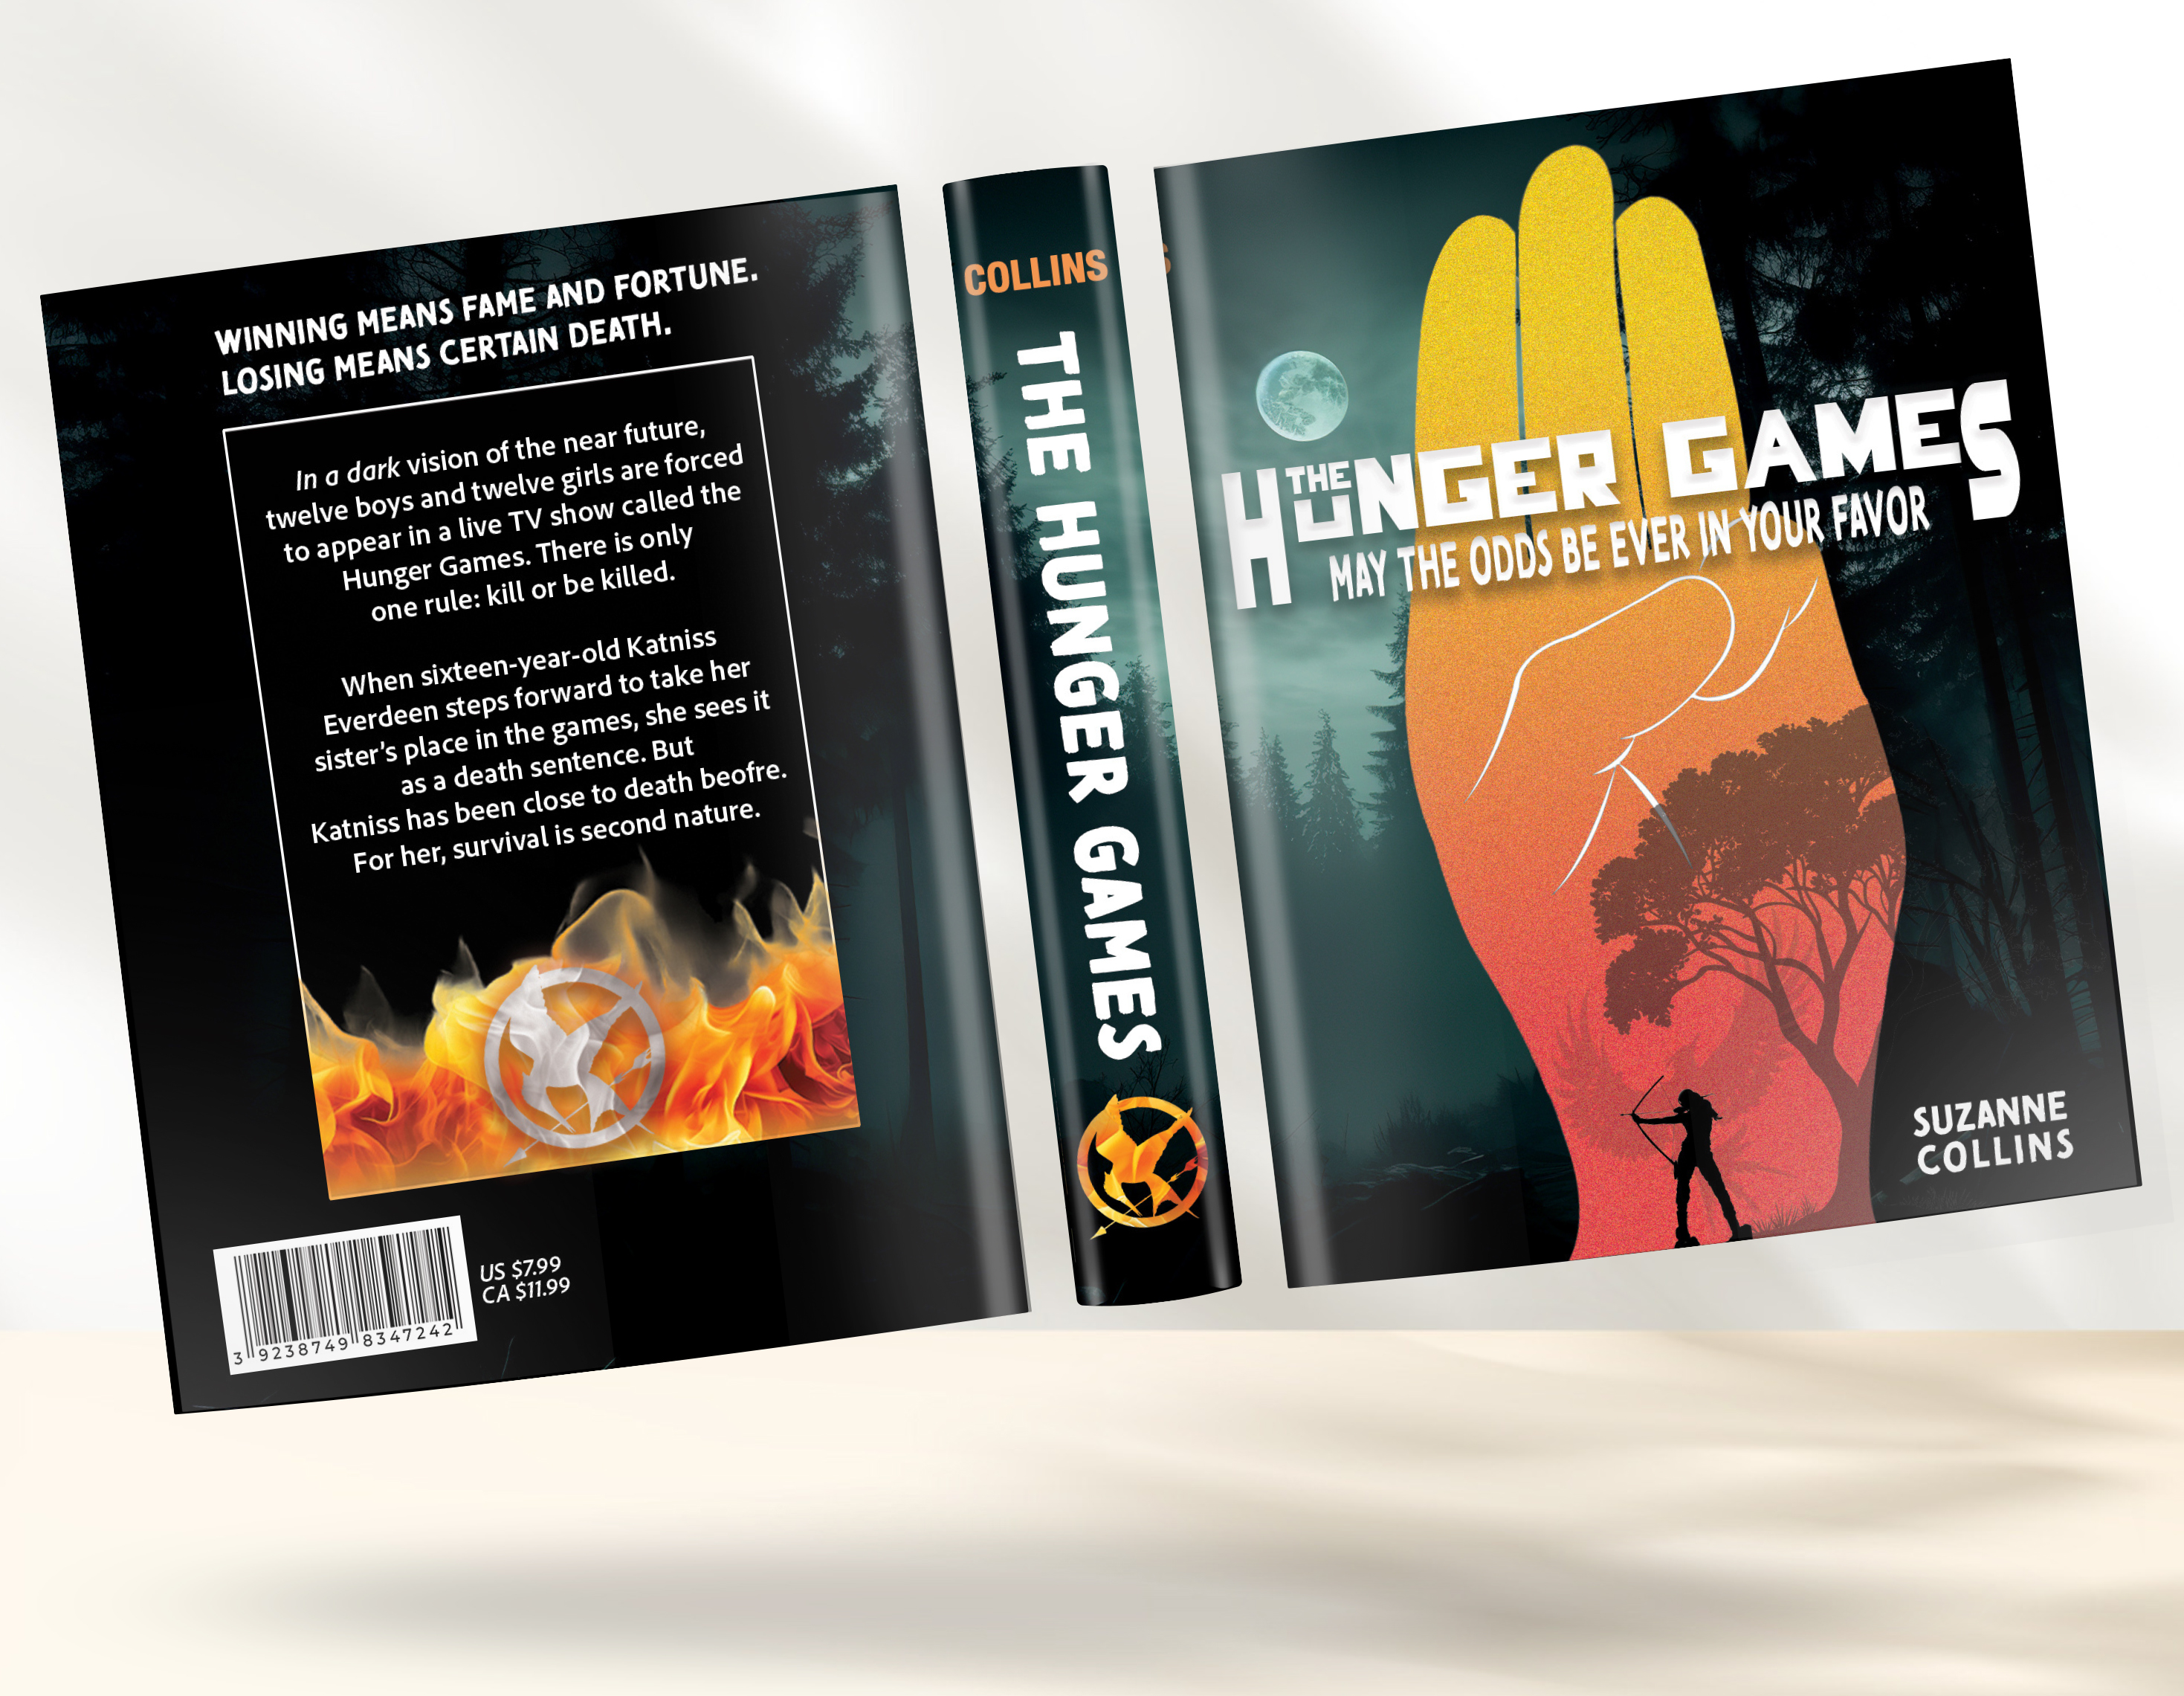 WINNING MEANS FAME AND FORTUNE.
LOSING MEANS CERTAIN DEATH.
In a dark vision of the near future,
twelve boys and twelve girls are forced
to appear in a live TV show called the
Hunger Games. There is only
one rule: kill or be killed.
When sixteen-year-old Katniss
Everdeen steps forward to take her
sister's place in the games, she sees it
as a death sentence. But
Katniss has been close to death beofre.
For her, survival is second nature.
3 9238749 8347242
US $7.99
CA $11.99
COLLINS
THE HUNGER GAMES
S
THE
HUNGER GAMES
MAY THE ODDS BE EVER IN YOUR FAVOR
SUZANNE
COLLINS